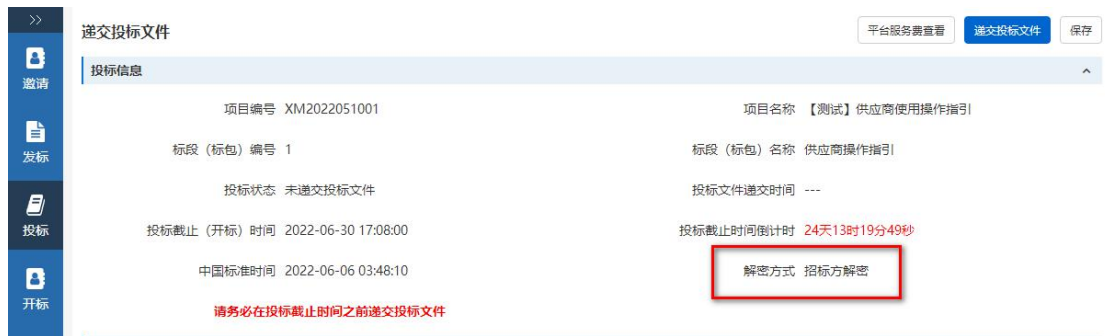 >>
递交投标文件
平台服务费查看
递交投标文件
保存
邀请
投标信息
项目编号 XM2022051001
项目名称 【测试】供应商使用操作指引
发标
标段（标包）编号 1
标段（标包）名称 供应商操作指引
投标状态 未递交投标文件
投标文件递交时间 ---
投标
投标截止（开标）时间 2022-06-30 17:08:00
投标截止时间倒计时 24天13时19分49秒
中国标准时间 2022-06-06 03:48:10
解密方式 招标方解密
开标
请务必在投标截止时间之前递交投标文件